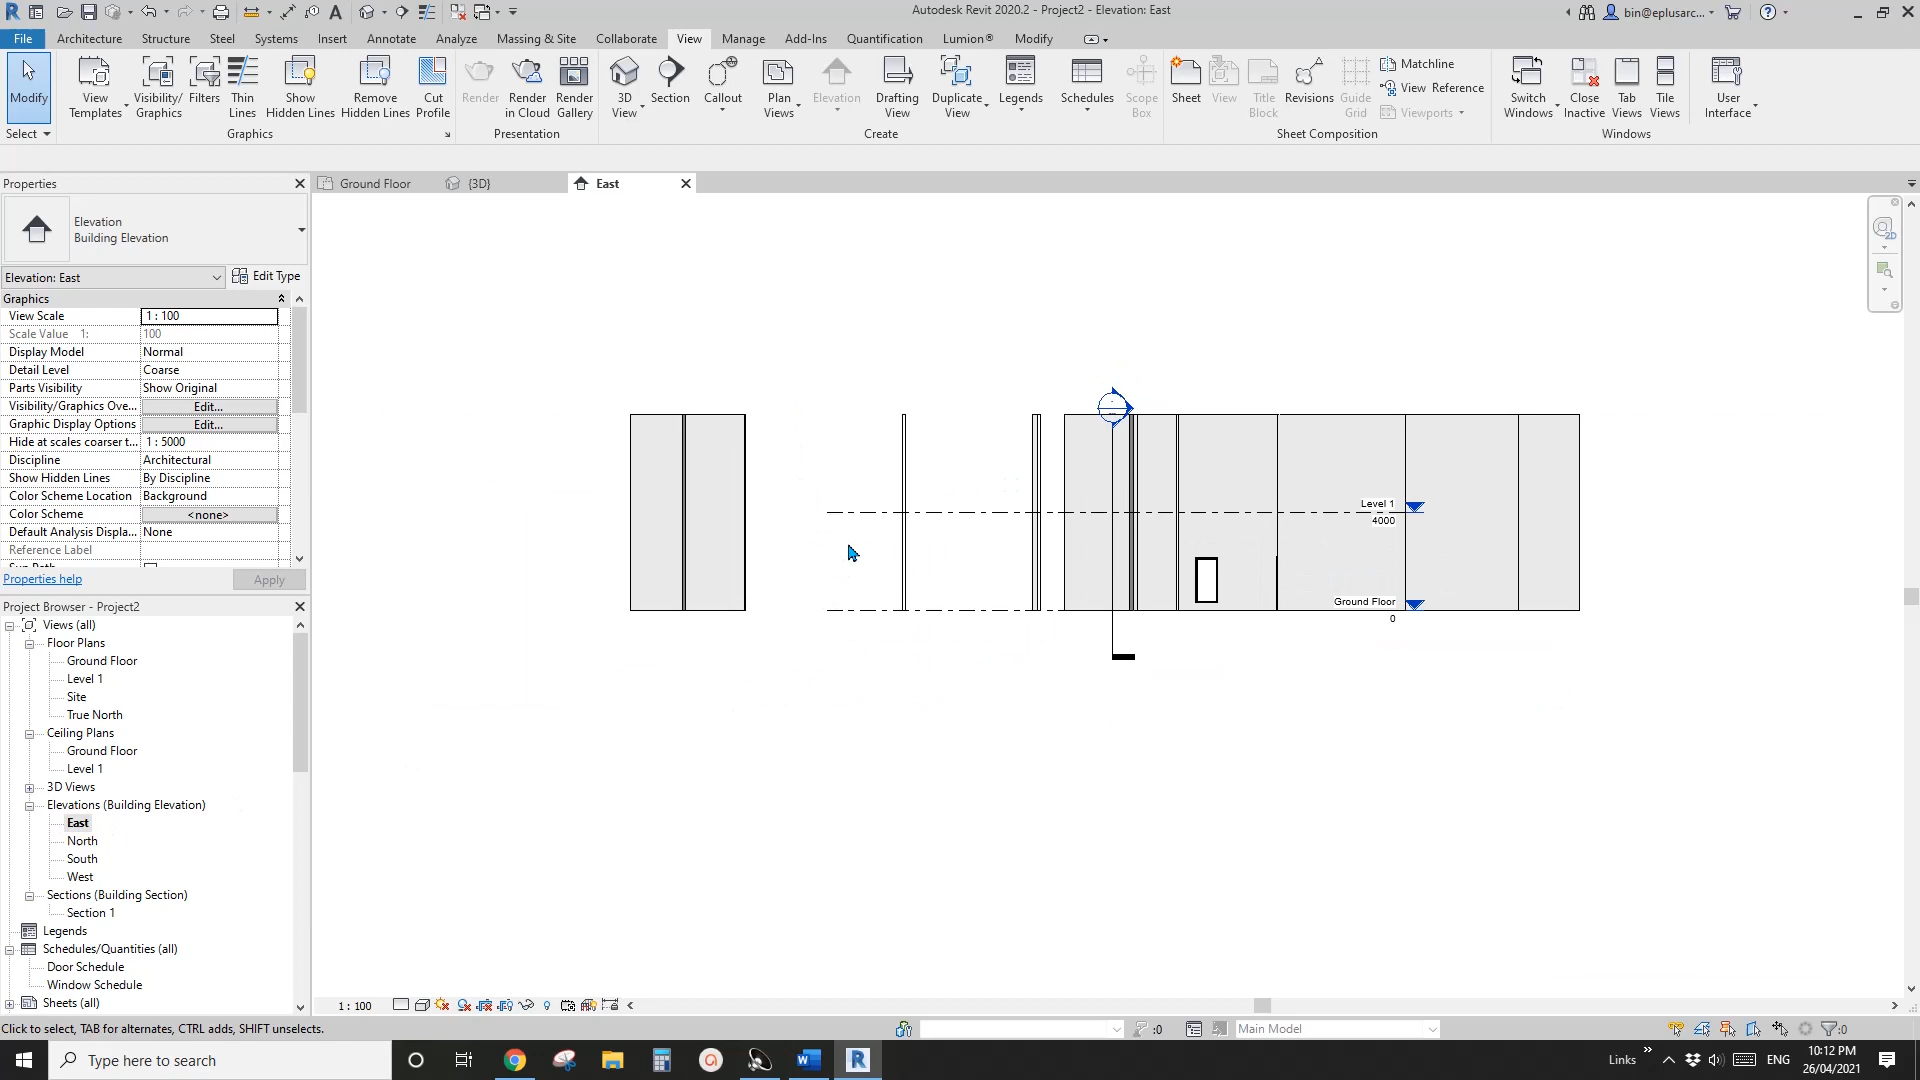 Autodesk Revit 2020.2 - Project2 - Elevation: East
bin@eplusarc...
File Architecture Structure Steel Systems Insert Annotate Analyze Massing & Site Collaborate View Manage Add-Ins Quantification Lumion® Modify
Modify
View Templates
Visibility/ Graphics
Filters
Thin Lines
Show Hidden Lines
Remove Hidden Lines
Cut Profile
Render
Render in Cloud
Render Gallery
3D View
Section
Callout
Plan Views
Elevation
Drafting View
Duplicate View
Legends
Schedules
Scope Box
Sheet
View
Title Block
Revisions
Guide Grid
Matchline
View Reference
Viewports
Switch Windows
Close Inactive
Tab Views
Tile Views
User Interface
Select Graphics Presentation Create Sheet Composition Windows
Properties
Ground Floor {3D} East
Elevation
Building Elevation
Elevation: East Edit Type
Graphics
View Scale 1 : 100
Scale Value 1: 100
Display Model Normal
Detail Level Coarse
Parts Visibility Show Original
Visibility/Graphics Ove... Edit...
Graphic Display Options Edit...
Hide at scales coarser t... 1 : 5000
Discipline Architectural
Show Hidden Lines By Discipline
Color Scheme Location Background
Color Scheme <none>
Default Analysis Displa... None
Reference Label
Properties help Apply
Project Browser - Project2
Views (all)
Floor Plans
Ground Floor
Level 1
Site
True North
Ceiling Plans
Ground Floor
Level 1
3D Views
Elevations (Building Elevation)
East
North
South
West
Sections (Building Section)
Section 1
Legends
Schedules/Quantities (all)
Door Schedule
Window Schedule
Sheets (all)
Level 1
4000
Ground Floor
0
2D
1 : 100
Click to select, TAB for alternates, CTRL adds, SHIFT unselects.
:0
Main Model
:0
Type here to search
Links
ENG
10:12 PM
26/04/2021